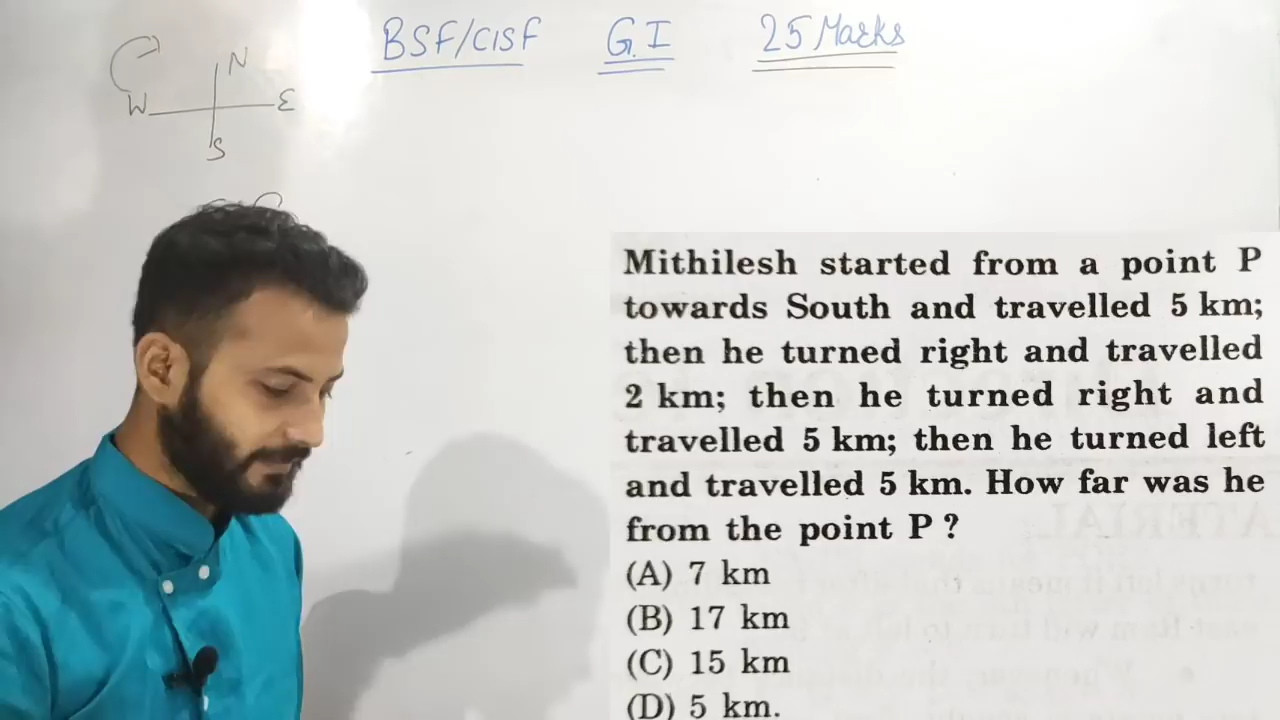 BSF/CISF G.I 25 Marks
N
W E
S
Mithilesh started from a point P
towards South and travelled 5 km;
then he turned right and travelled
2 km; then he turned right and
travelled 5 km; then he turned left
and travelled 5 km. How far was he
from the point P ?
(A) 7 km
(B) 17 km
(C) 15 km
(D) 5 km.